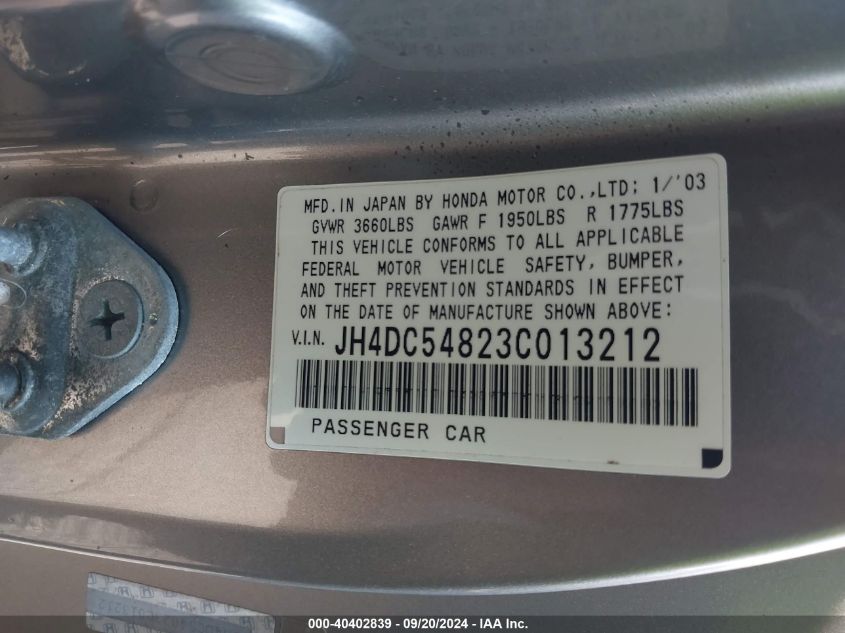 MFD.IN JAPAN BY HONDA MOTOR CO.,LTD; 1/'03
GVWR 3660LBS GAWR F 1950LBS R 1775LBS
THIS VEHICLE CONFORMS TO ALL APPLICABLE
FEDERAL MOTOR VEHICLE SAFETY, BUMPER,
AND THEFT PREVENTION STANDARDS IN EFFECT
ON THE DATE OF MANUFACTURE SHOWN ABOVE:
V.I.N. JH4DC54823C013212
PASSENGER CAR
000-40402839 - 09/20/2024 - IAA Inc.